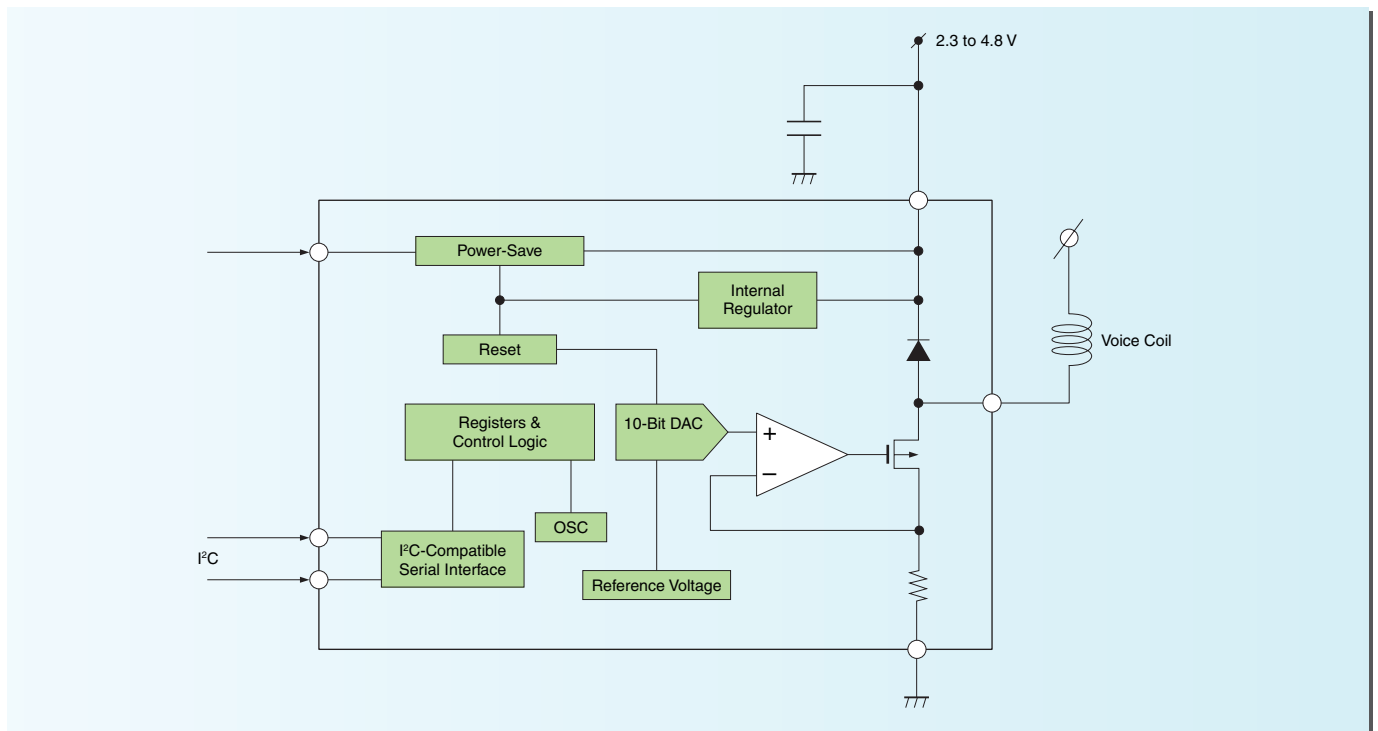 2.3 to 4.8 V
Power-Save
Internal
Regulator
Reset
Voice Coil
Registers &
Control Logic
10-Bit DAC
+
−
OSC
I²C
I²C-Compatible
Serial Interface
Reference Voltage